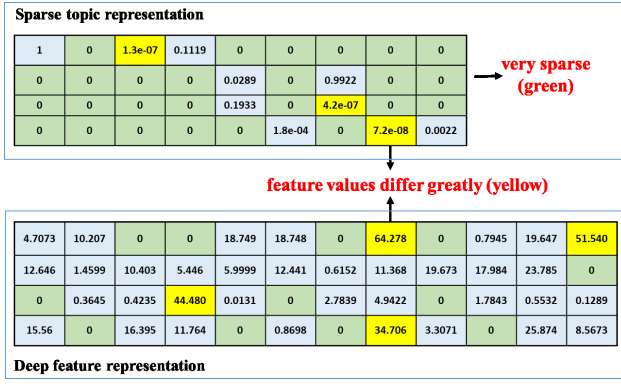 Sparse topic representation
1 0 1.3e-07 0.1119 0 0 0 0 0
0 0 0 0 0.0289 0 0.9922 0 0
0 0 0 0 0.1933 0 4.2e-07 0 0
0 0 0 0 0 1.8e-04 0 7.2e-08 0.0022
very sparse
(green)
feature values differ greatly (yellow)
4.7073 10.207 0 0 18.749 18.748 0 64.278 0 0.7945 19.647 51.540
12.646 1.4599 10.403 5.446 5.9999 12.441 0.6152 11.368 19.673 17.984 23.785 0
0 0.3645 0.4235 44.480 0.0131 0 2.7839 4.9422 0 1.7843 0.5532 0.1289
15.56 0 16.395 11.764 0 0.8698 0 34.706 3.3071 0 25.874 8.5673
Deep feature representation